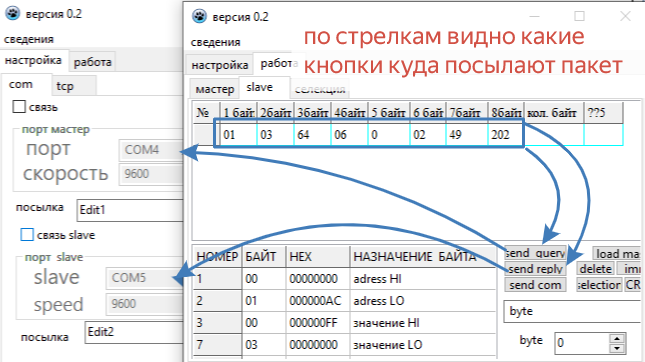 версия 0.2
сведения
настройка работа
com tcp
связь
порт мастер
порт COM4
скорость 9600
посылка Edit1
связь slave
порт slave
slave COM5
speed 9600
посылка Edit2
версия 0.2
сведения
настройка работа
мастер slave селекция
по стрелкам видно какие
кнопки куда посылают пакет
№ 1 байт 2байт 3байт 4байт 5 байт 6 байт 7байт 8байт кол. байт ??5
01 03 64 06 0 02 49 202
НОМЕР БАЙТ HEX НАЗНАЧЕНИЕ БАЙТА
1 00 00000000 adress HI
2 01 000000AC adress LO
3 00 000000FF значение HI
7 03 00000000 значение LO
send_query load ma
send reply delete im
send com selection CR
byte
byte 0